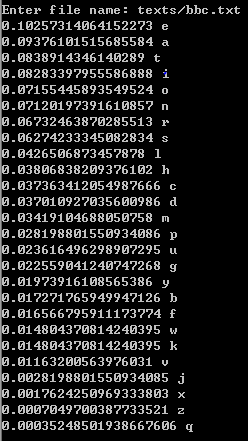 Enter file name: texts/bbc.txt
0.10257314064152273 e
0.09376101515685584 a
0.0838914346140289 t
0.08283397955586888 i
0.07155445893549524 o
0.07120197391610857 n
0.06732463870285513 r
0.06274233345082834 s
0.0426506873457878 l
0.03806838209376102 h
0.037363412054987666 c
0.037010927035600986 d
0.03419104688050758 m
0.028198801550934086 p
0.023616496298907295 u
0.022559041240747268 g
0.01973916108565386 y
0.017271765949947126 b
0.016566795911173774 f
0.014804370814240395 w
0.014804370814240395 k
0.01163200563976031 v
0.0028198801550934085 j
0.0017624250969333803 x
0.0007049700387733521 z
0.00035248501938667606 q